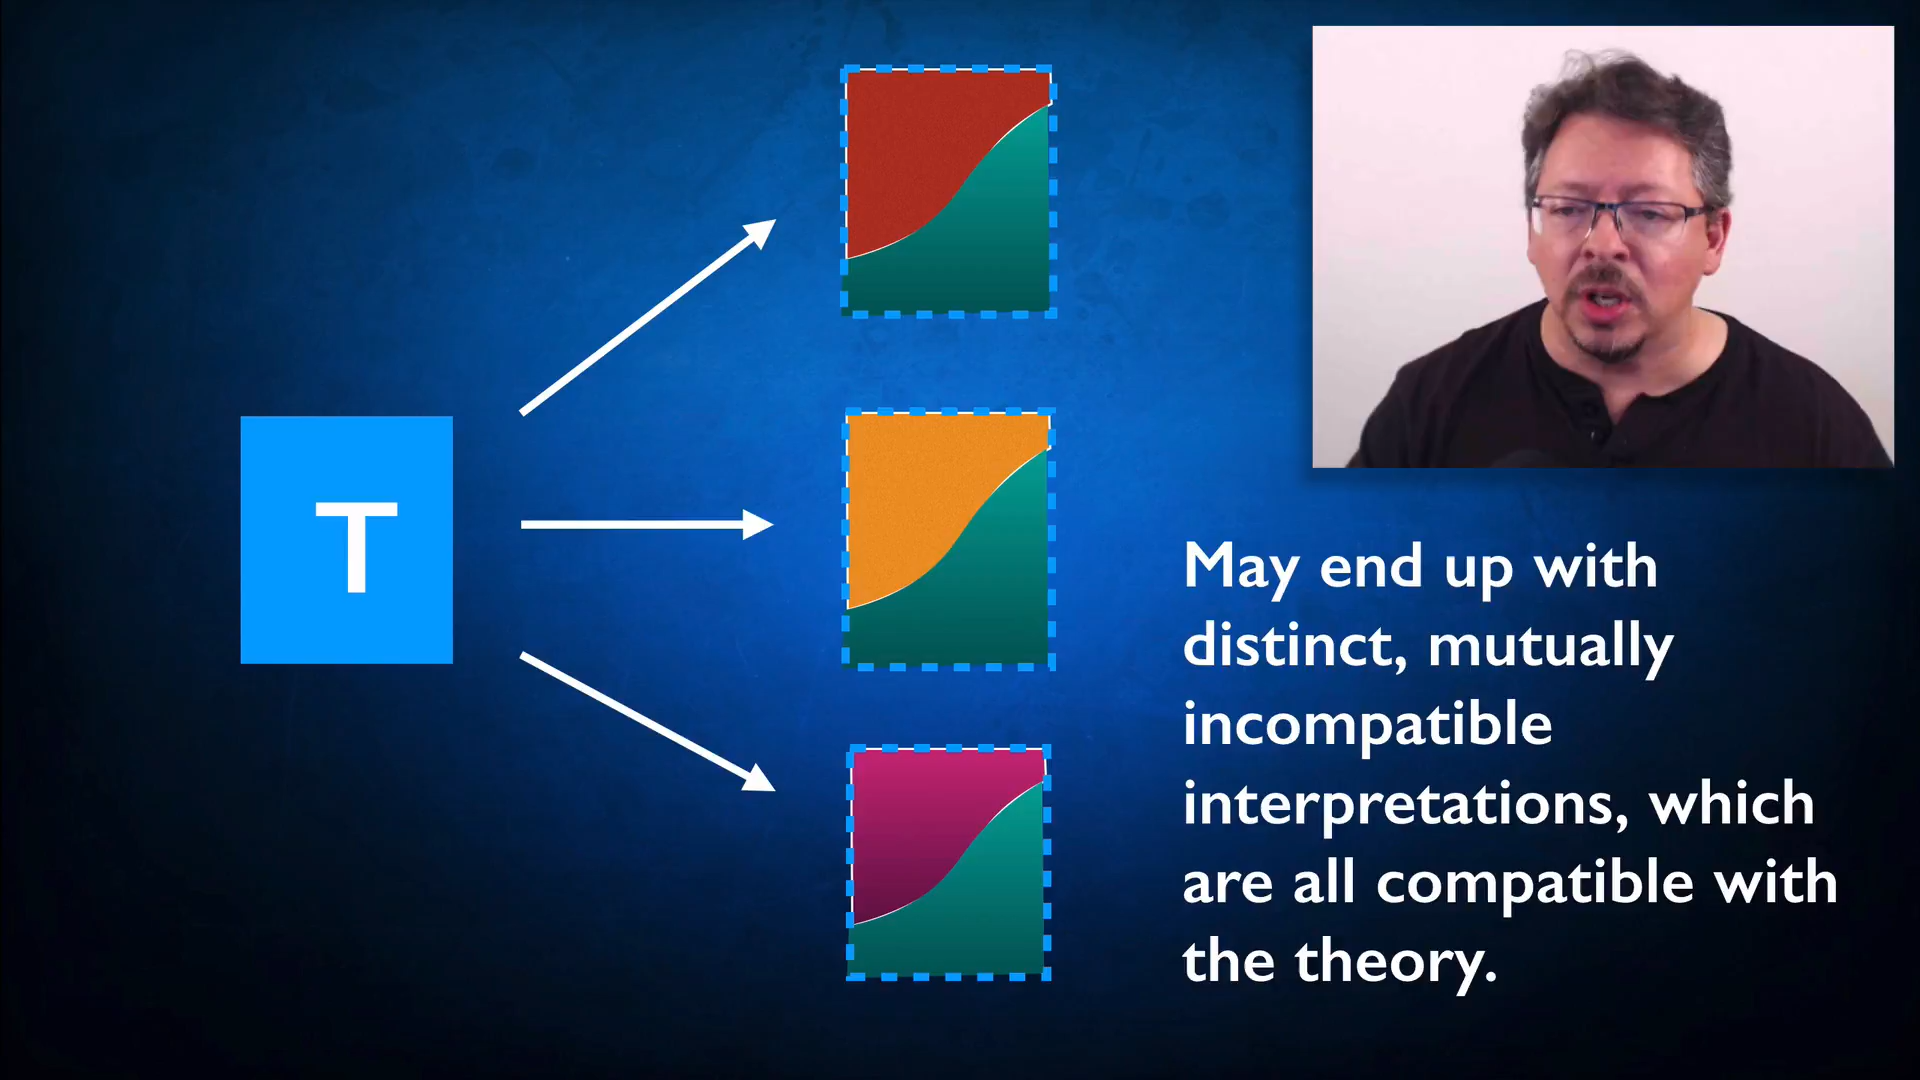 T
May end up with
distinct, mutually
incompatible
interpretations, which
are all compatible with
the theory.